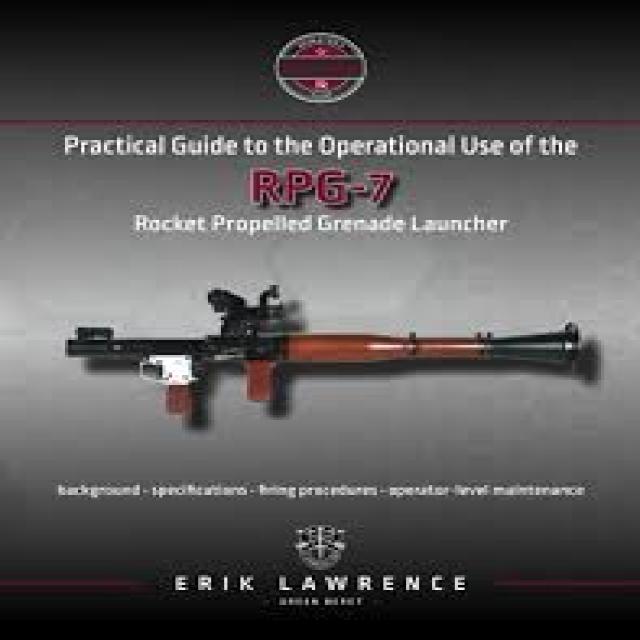 Practical Guide to the Operational Use of the
RPG-7
Rocket Propelled Grenade Launcher
background - specifications - firing procedures - operator-level maintenance
ERIK LAWRENCE
GREEN BERET